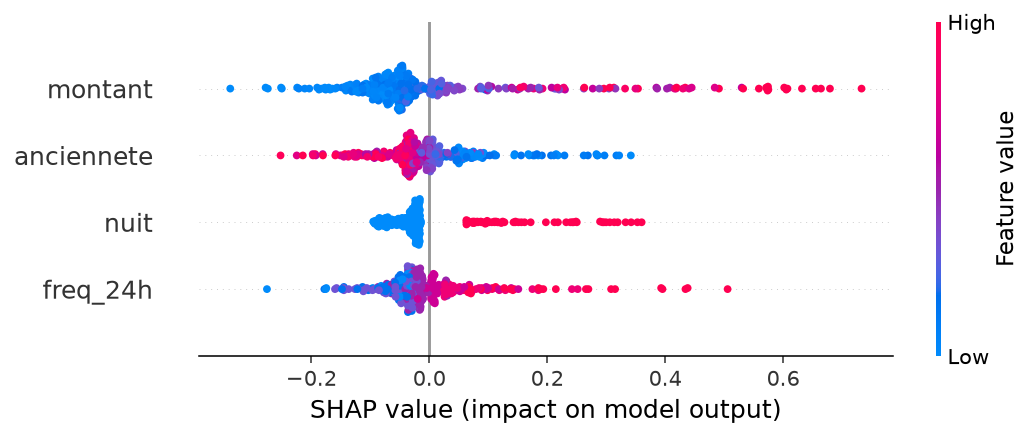 High
montant
anciennete
nuit
freq_24h
Feature value
Low
−0.2 0.0 0.2 0.4 0.6
SHAP value (impact on model output)